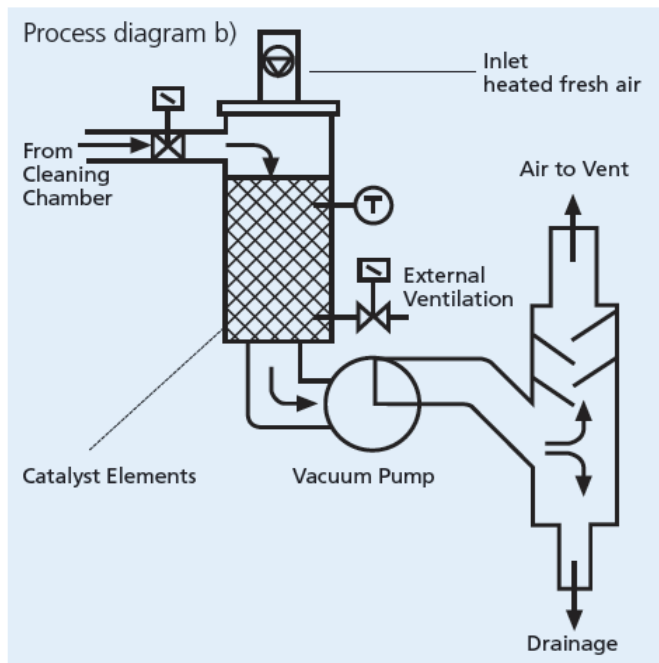 Process diagram b)
Inlet
heated fresh air
From
Cleaning
Chamber
Air to Vent
T
External
Ventilation
Catalyst Elements
Vacuum Pump
Drainage